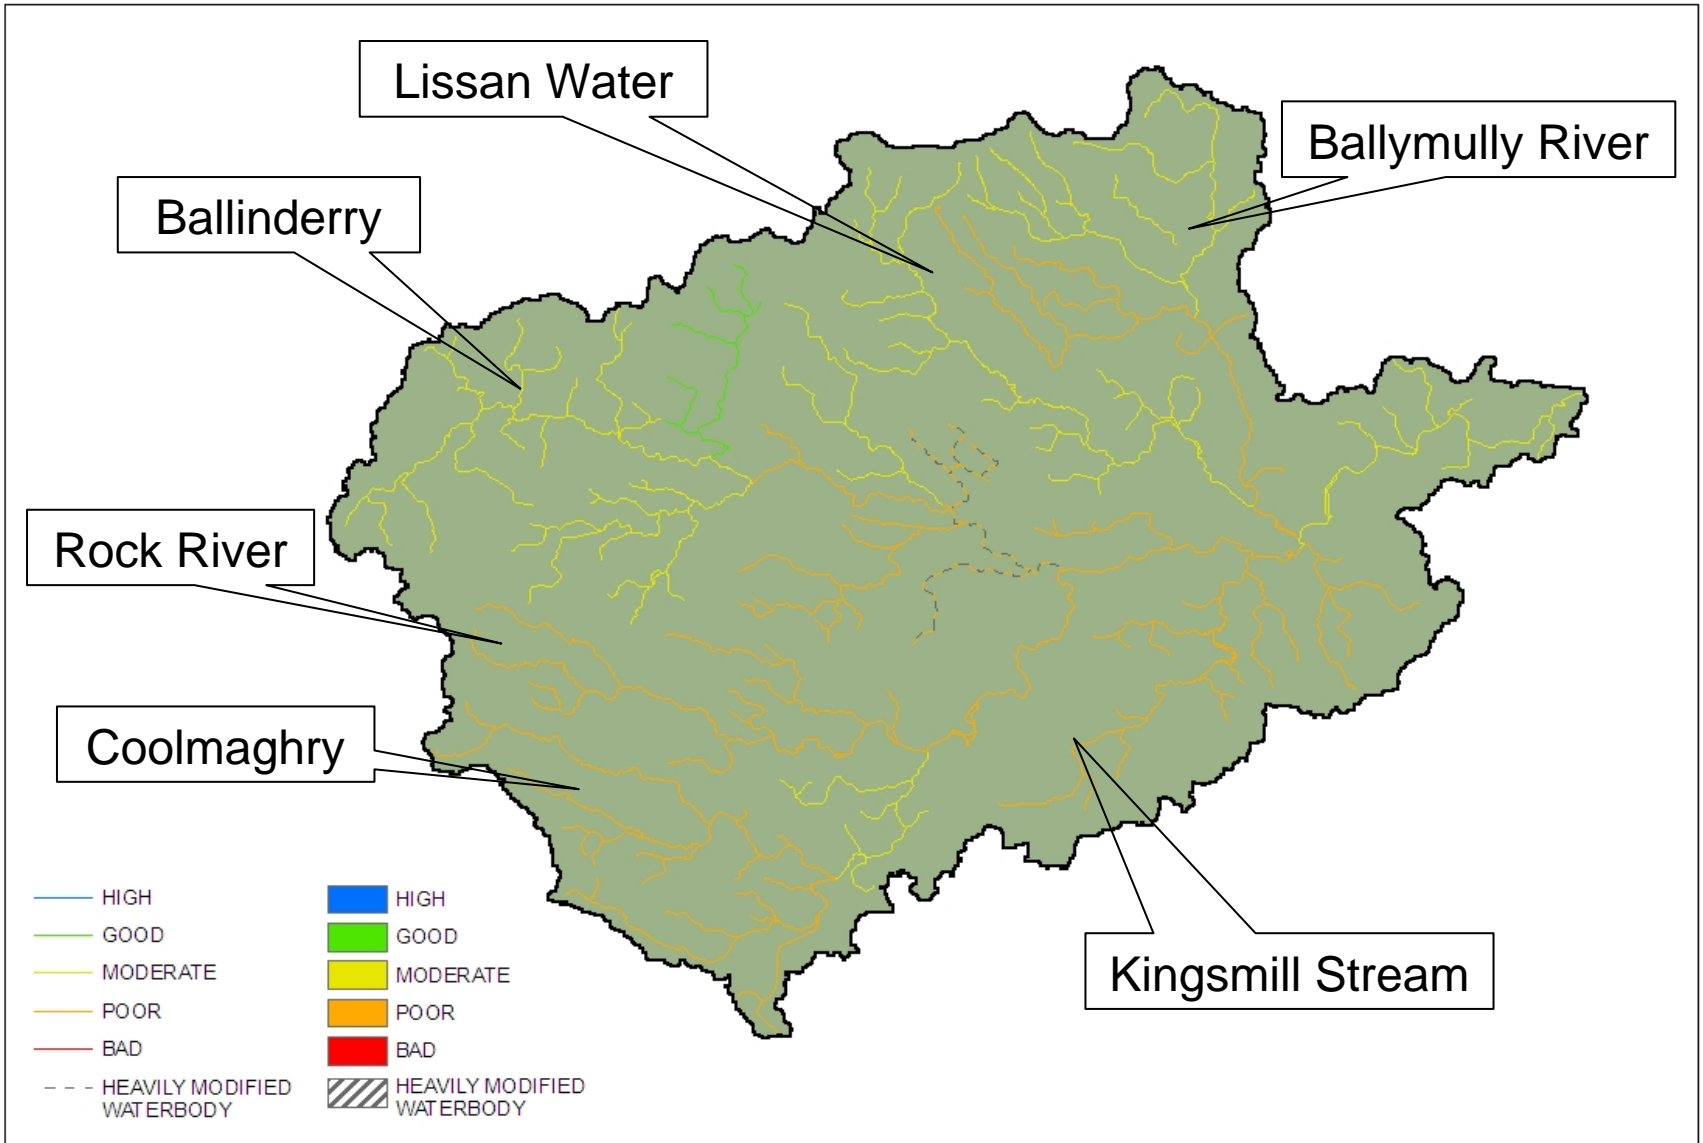 Lissan Water
Ballymully River
Ballinderry
Rock River
Coolmaghry
Kingsmill Stream
HIGH
GOOD
MODERATE
POOR
BAD
HEAVILY MODIFIED
WATERBODY
HIGH
GOOD
MODERATE
POOR
BAD
HEAVILY MODIFIED
WATERBODY